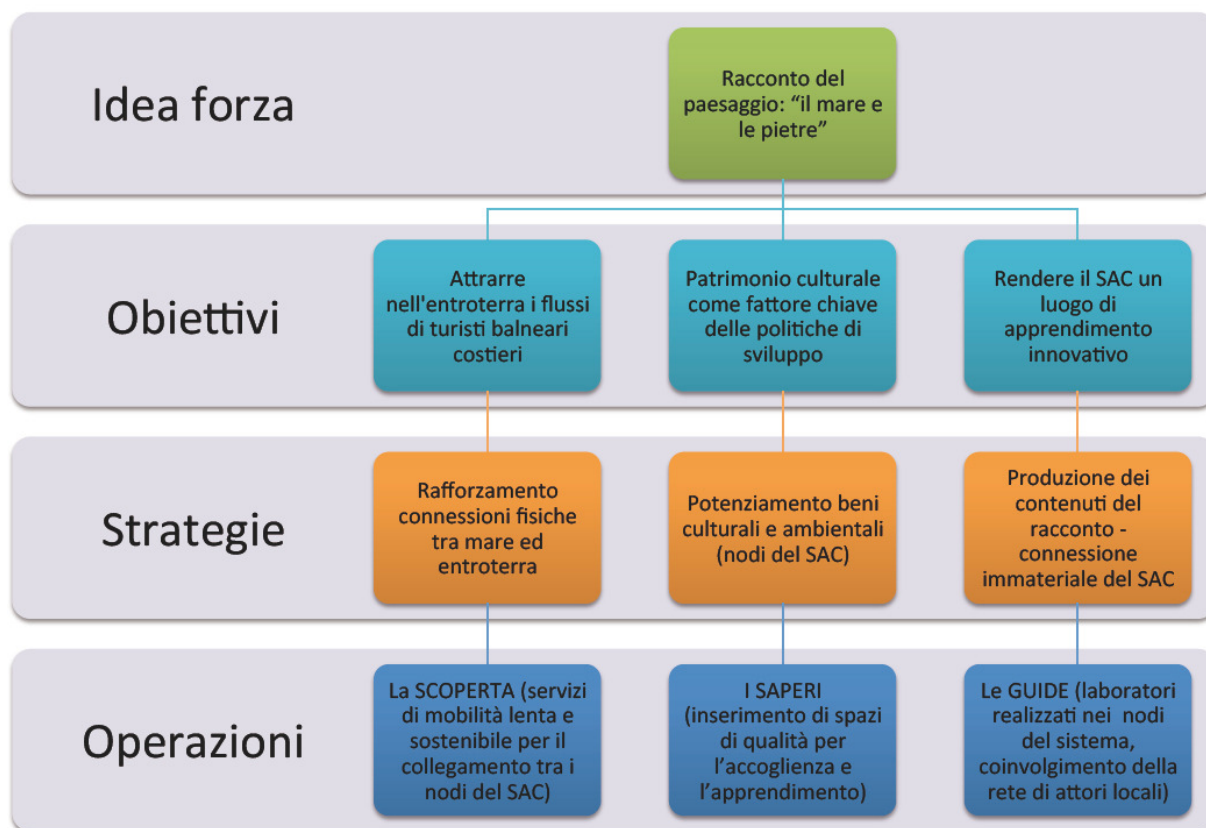 Idea forza
Racconto del
paesaggio: “il mare e
le pietre”
Obiettivi
Attrarre
nell'entroterra i flussi
di turisti balneari
costieri
Patrimonio culturale
come fattore chiave
delle politiche di
sviluppo
Rendere il SAC un
luogo di
apprendimento
innovativo
Strategie
Rafforzamento
connessioni fisiche
tra mare ed
entroterra
Potenziamento beni
culturali e ambientali
(nodi del SAC)
Produzione dei
contenuti del
racconto -
connessione
immateriale del SAC
Operazioni
La SCOPERTA (servizi
di mobilità lenta e
sostenibile per il
collegamento tra i
nodi del SAC)
I SAPERI
(inserimento di spazi
di qualità per
l’accoglienza e
l’apprendimento)
Le GUIDE (laboratori
realizzati nei nodi
del sistema,
coinvolgimento della
rete di attori locali)